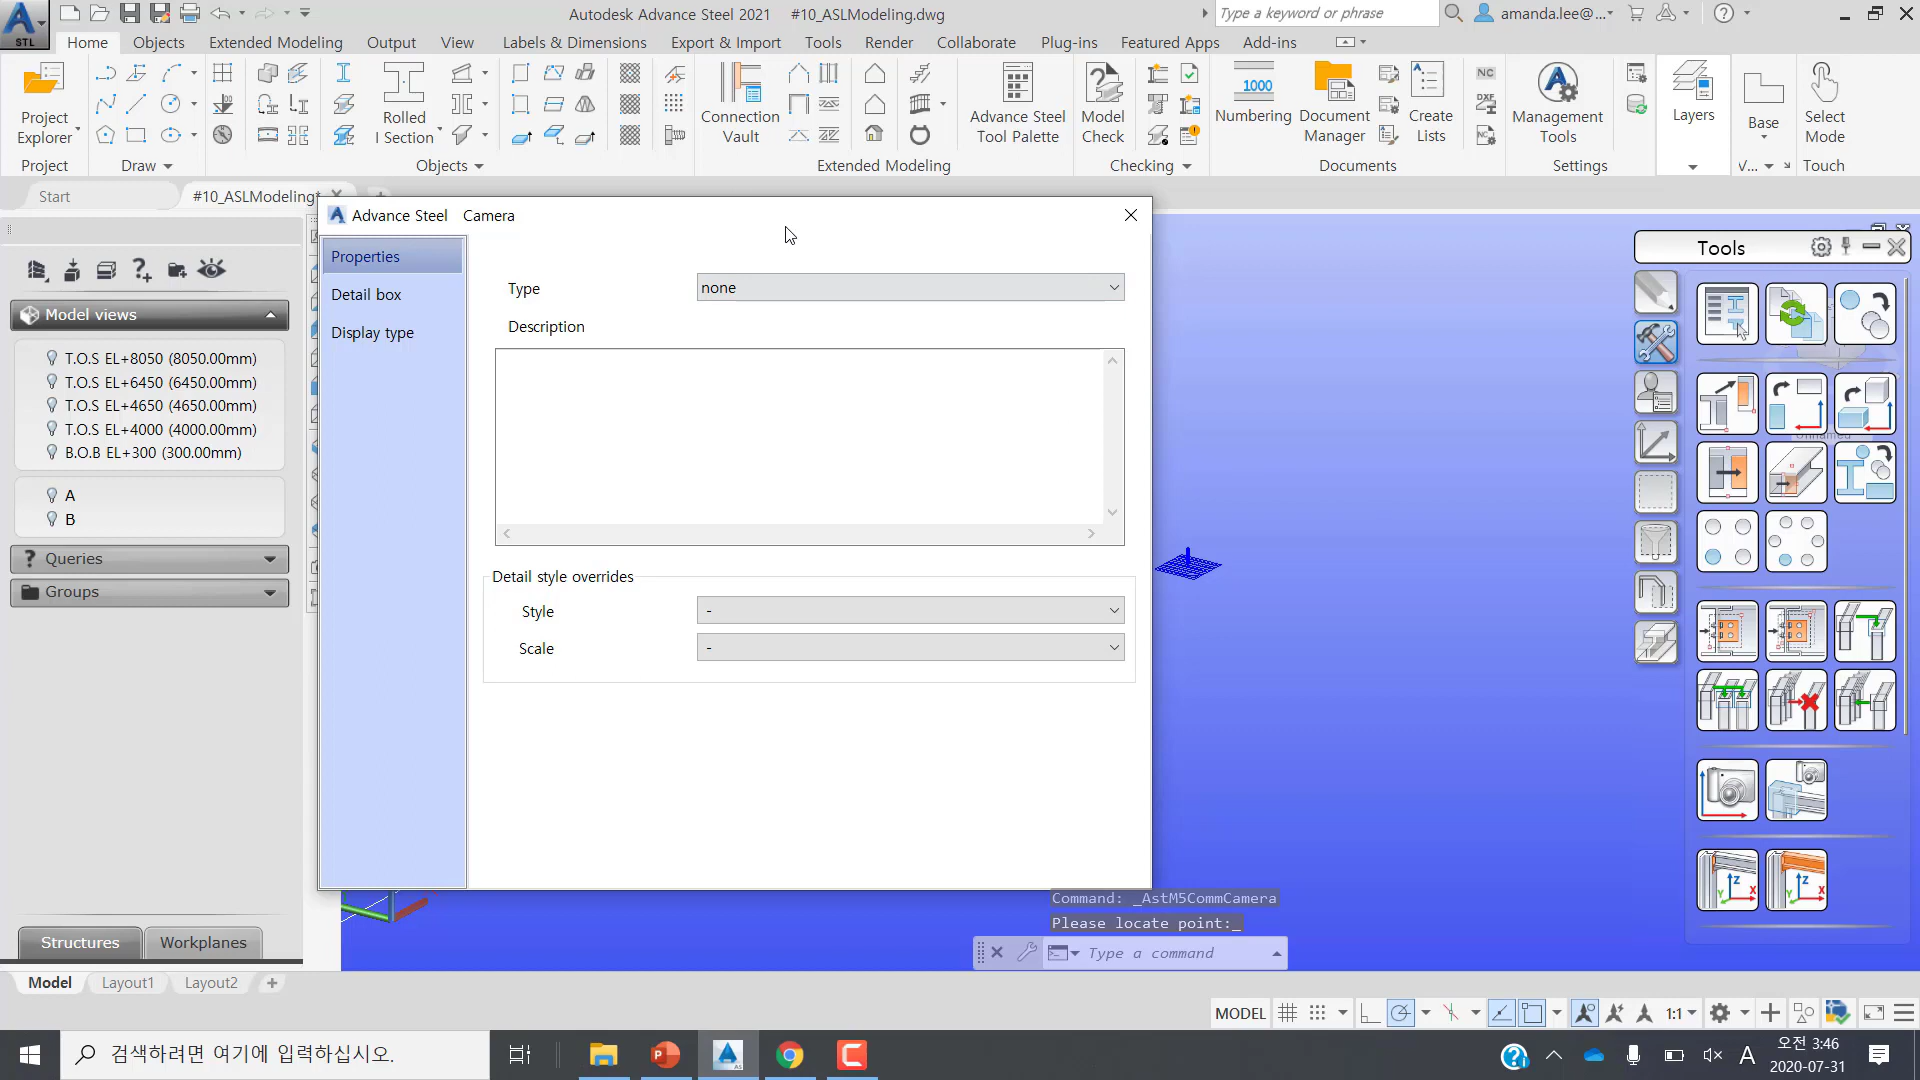 STL
Autodesk Advance Steel 2021 #10_ASLModeling.dwg
Type a keyword or phrase
amanda.lee@...
Home Objects Extended Modeling Output View Labels & Dimensions Export & Import Tools Render Collaborate Plug-ins Featured Apps Add-ins
Project
Explorer
Project
Draw
Rolled
I Section
Objects
Connection
Vault
Extended Modeling
Advance Steel
Tool Palette
Model
Check
Checking
1000
Numbering
Document
Manager
NC
DXF
NC
Create
Lists
Documents
Management
Tools
Settings
Layers
Base
V...
Select
Mode
Touch
Start
#10_ASLModeling*
Advance Steel Camera
Properties
Detail box
Display type
Type
none
Description
Detail style overrides
Style
-
Scale
-
Model views
T.O.S EL+8050 (8050.00mm)
T.O.S EL+6450 (6450.00mm)
T.O.S EL+4650 (4650.00mm)
T.O.S EL+4000 (4000.00mm)
B.O.B EL+300 (300.00mm)
A
B
Queries
Groups
Structures
Workplanes
Tools
Unnamed
Z
Y
X
Z
Y
X
Command: _AstM5CommCamera
Please locate point:_
Type a command
Model Layout1 Layout2
MODEL
1:1
검색하려면 여기에 입력하십시오.
AS
A
오전 3:46
2020-07-31